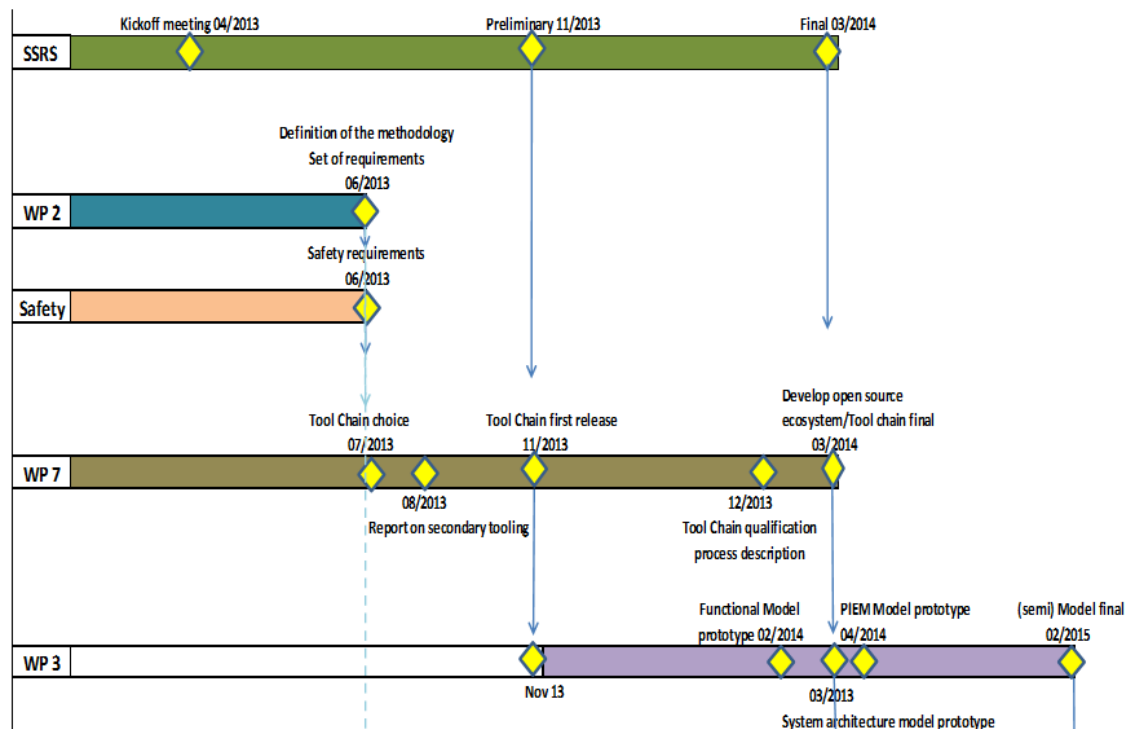 Kickoff meeting 04/2013
Preliminary 11/2013
Final 03/2014
SSRS
Definition of the methodology
Set of requirements
06/2013
WP 2
Safety requirements
06/2013
Safety
Develop open source
Tool Chain choice
Tool Chain first release
ecosystem/Tool chain final
07/2013
11/2013
03/2014
WP 7
08/2013
12/2013
Report on secondary tooling
Tool Chain qualification
process description
Functional Model
PIEM Model prototype
(semi) Model final
prototype 02/2014
04/2014
02/2015
WP 3
Nov 13
03/2013
System architecture model prototype